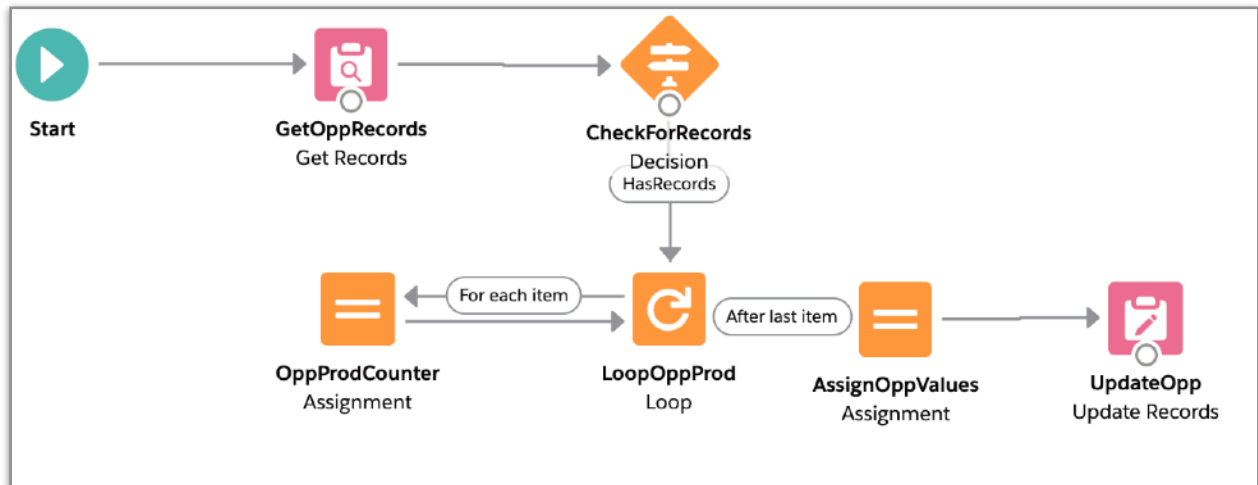 Start
GetOppRecords
Get Records
CheckForRecords
Decision
HasRecords
For each item
After last item
OppProdCounter
Assignment
LoopOppProd
Loop
AssignOppValues
Assignment
UpdateOpp
Update Records